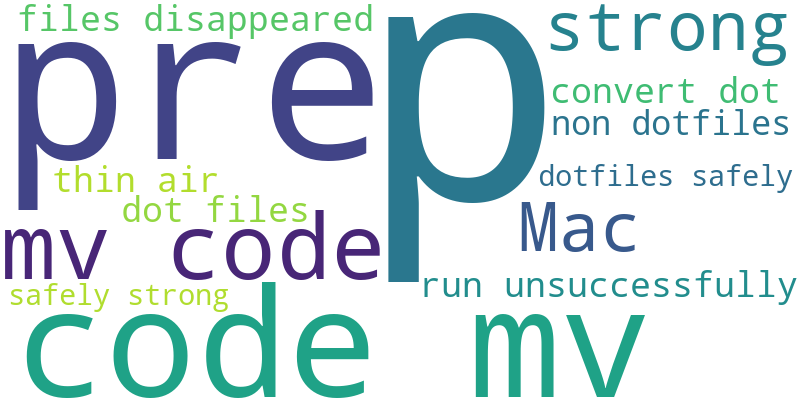 files disappeared
pre
p
strong
convert dot
non dotfiles
thin air
dotfiles safely
dot files
Mac
mv code
safely strong
run unsuccessfully
code
mv